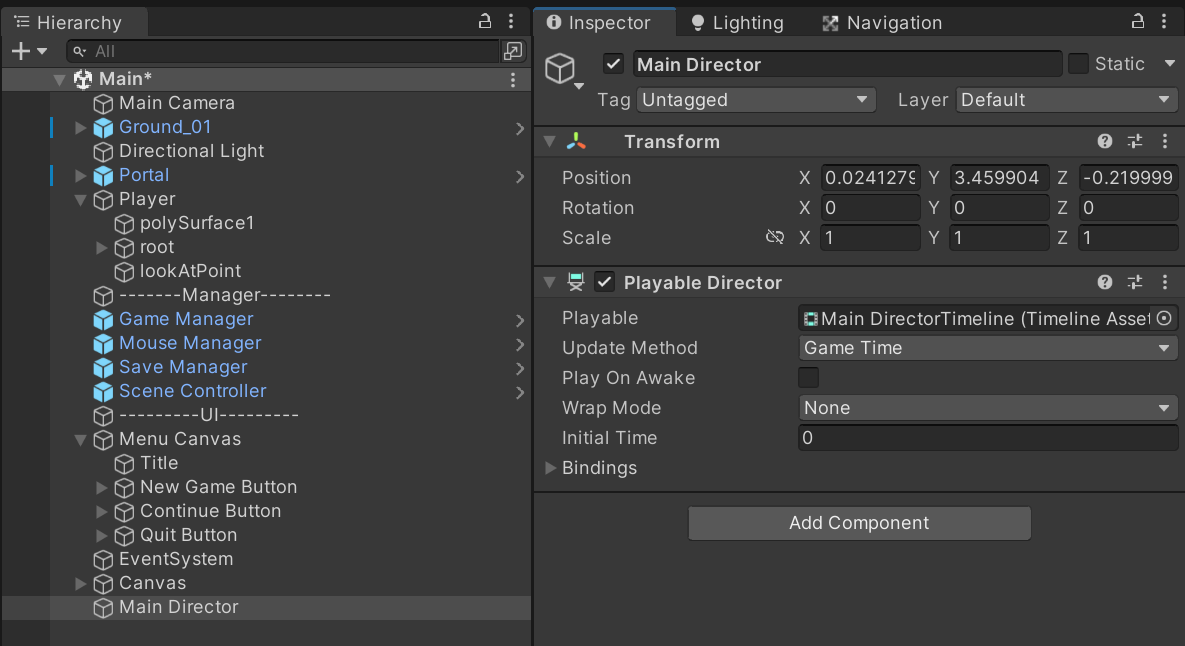 Hierarchy
All
Main*
Main Camera
Ground_01
Directional Light
Portal
Player
polySurface1
root
lookAtPoint
-------Manager--------
Game Manager
Mouse Manager
Save Manager
Scene Controller
---------UI---------
Menu Canvas
Title
New Game Button
Continue Button
Quit Button
EventSystem
Canvas
Main Director
Inspector Lighting Navigation
Main Director Static
Tag Untagged Layer Default
Transform
Position X 0.0241279 Y 3.459904 Z -0.219999
Rotation X 0 Y 0 Z 0
Scale X 1 Y 1 Z 1
Playable Director
Playable Main DirectorTimeline (Timeline Asset
Update Method Game Time
Play On Awake
Wrap Mode None
Initial Time 0
Bindings
Add Component